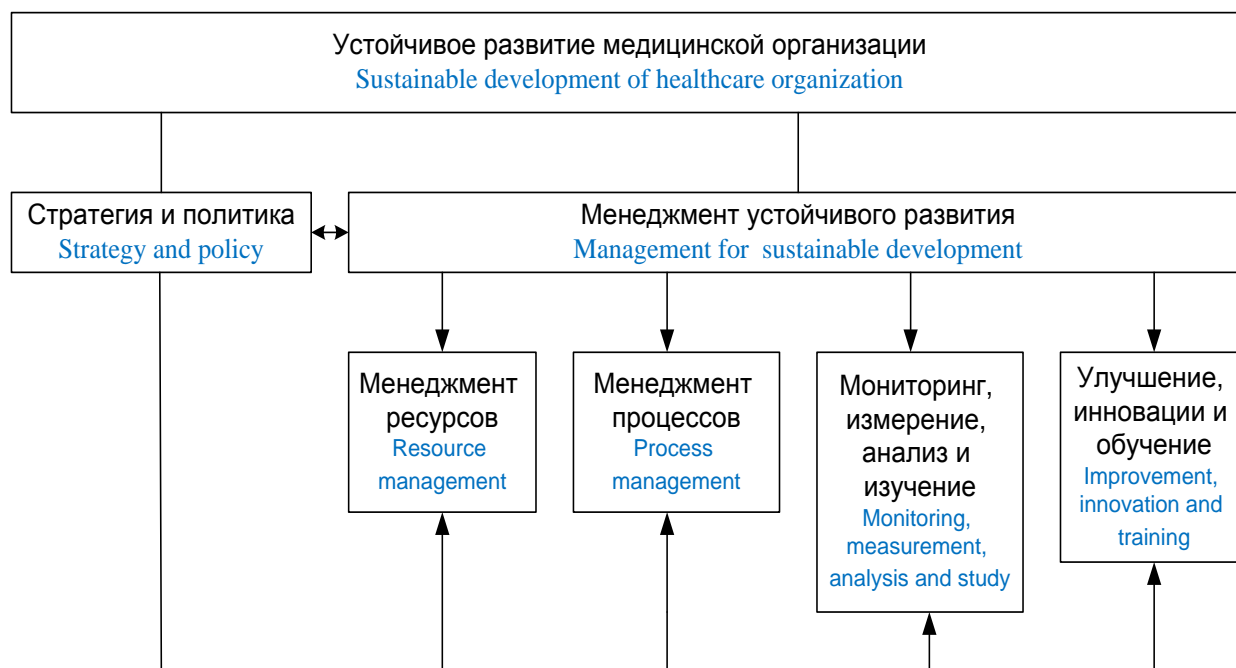 Устойчивое развитие медицинской организации
Sustainable development of healthcare organization
Стратегия и политика
Strategy and policy
Менеджмент устойчивого развития
Management for sustainable development
Менеджмент
ресурсов
Resource
management
Менеджмент
процессов
Process
management
Мониторинг,
измерение,
анализ и
изучение
Monitoring,
measurement,
analysis and study
Улучшение,
инновации и
обучение
Improvement,
innovation and
training